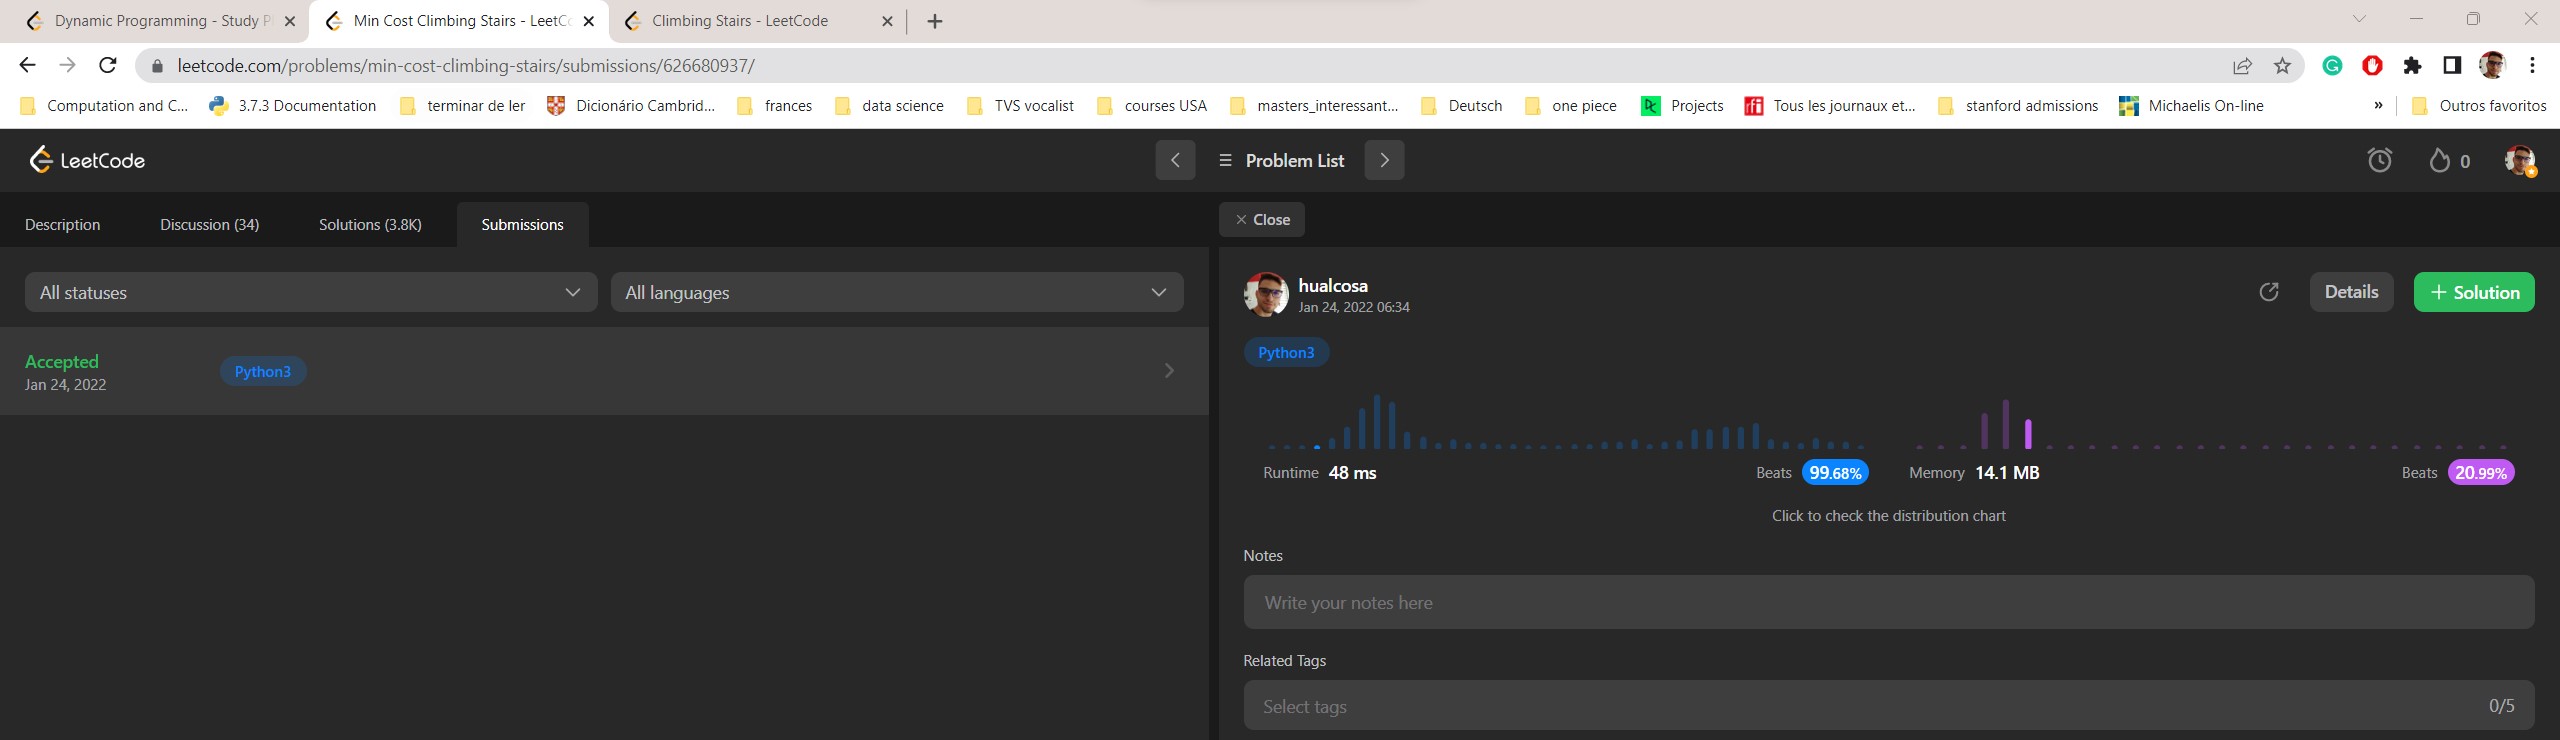 Dynamic Programming - Study P
Min Cost Climbing Stairs - LeetCo
Climbing Stairs - LeetCode
leetcode.com/problems/min-cost-climbing-stairs/submissions/626680937/
Computation and C... 3.7.3 Documentation terminar de ler Dicionário Cambrid... frances data science TVS vocalist courses USA masters_interessant... Deutsch one piece Projects Tous les journaux et... stanford admissions Michaelis On-line » Outros favoritos
LeetCode
Problem List
0
Description Discussion (34) Solutions (3.8K) Submissions
Close
All statuses All languages
Accepted
Jan 24, 2022
Python3
hualcosa
Jan 24, 2022 06:34
Details
+ Solution
Python3
Runtime 48 ms Beats 99.68%
Memory 14.1 MB Beats 20.99%
Click to check the distribution chart
Notes
Write your notes here
Related Tags
Select tags 0/5